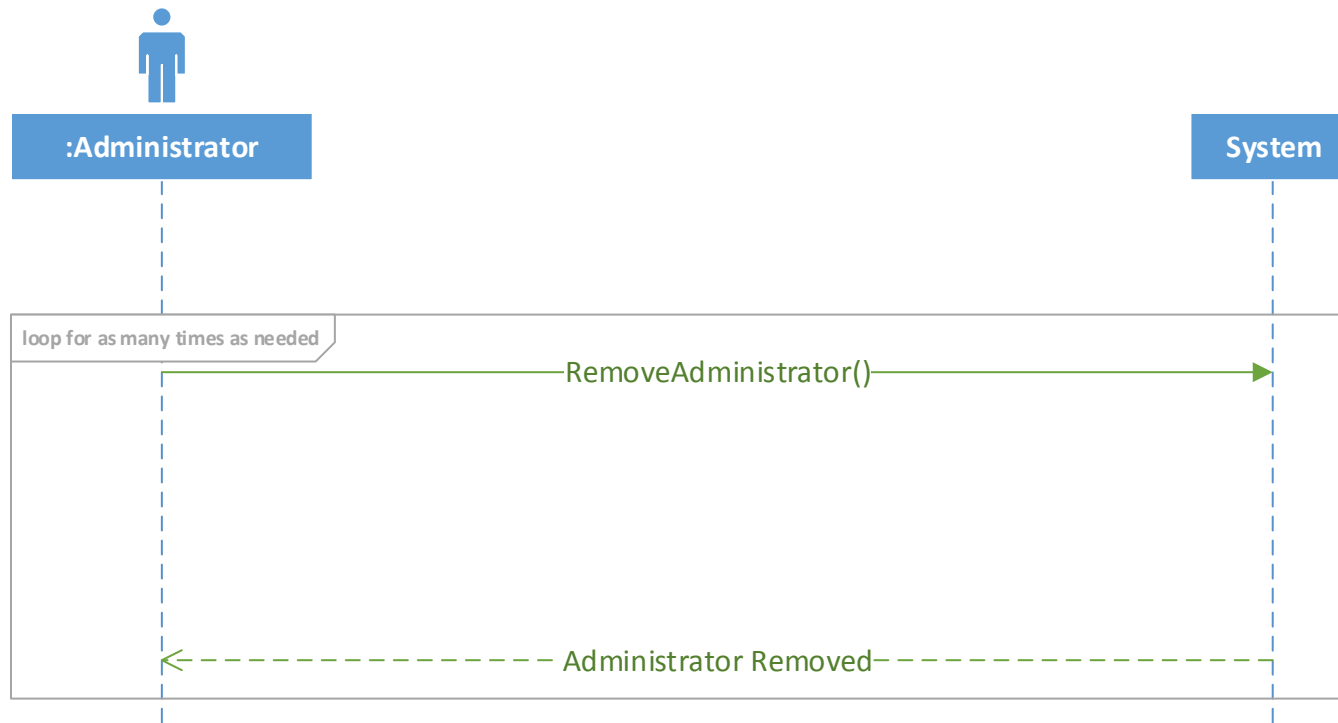 :Administrator
System
loop for as many times as needed
RemoveAdministrator()
Administrator Removed